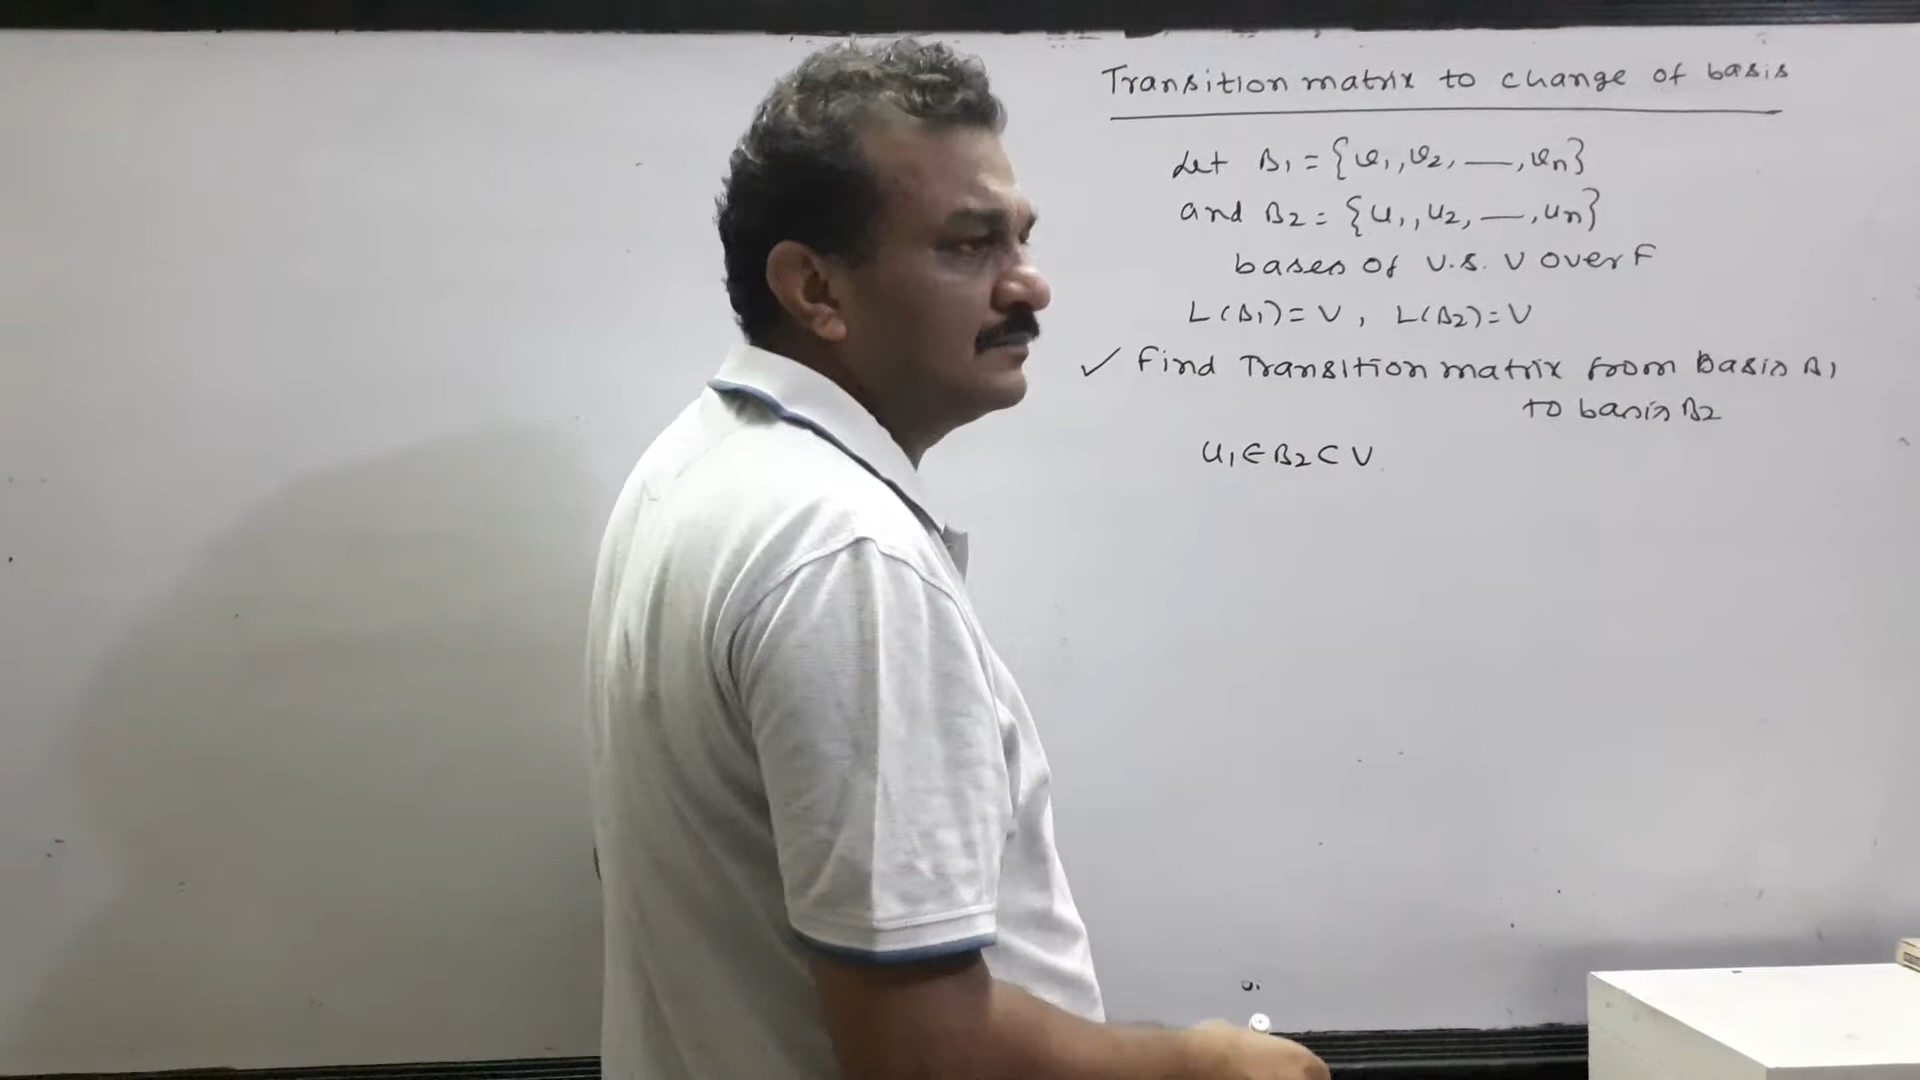 Transition matrix to change of basis
Let B1 = {v1, v2, —, vn}
and B2 = {u1, u2, —, un}
bases of V.S. V over F
L(B1) = V, L(B2) = V
✓ Find Transition matrix from Basis B1
to basis B2
u1 ∈ B2 ⊂ V